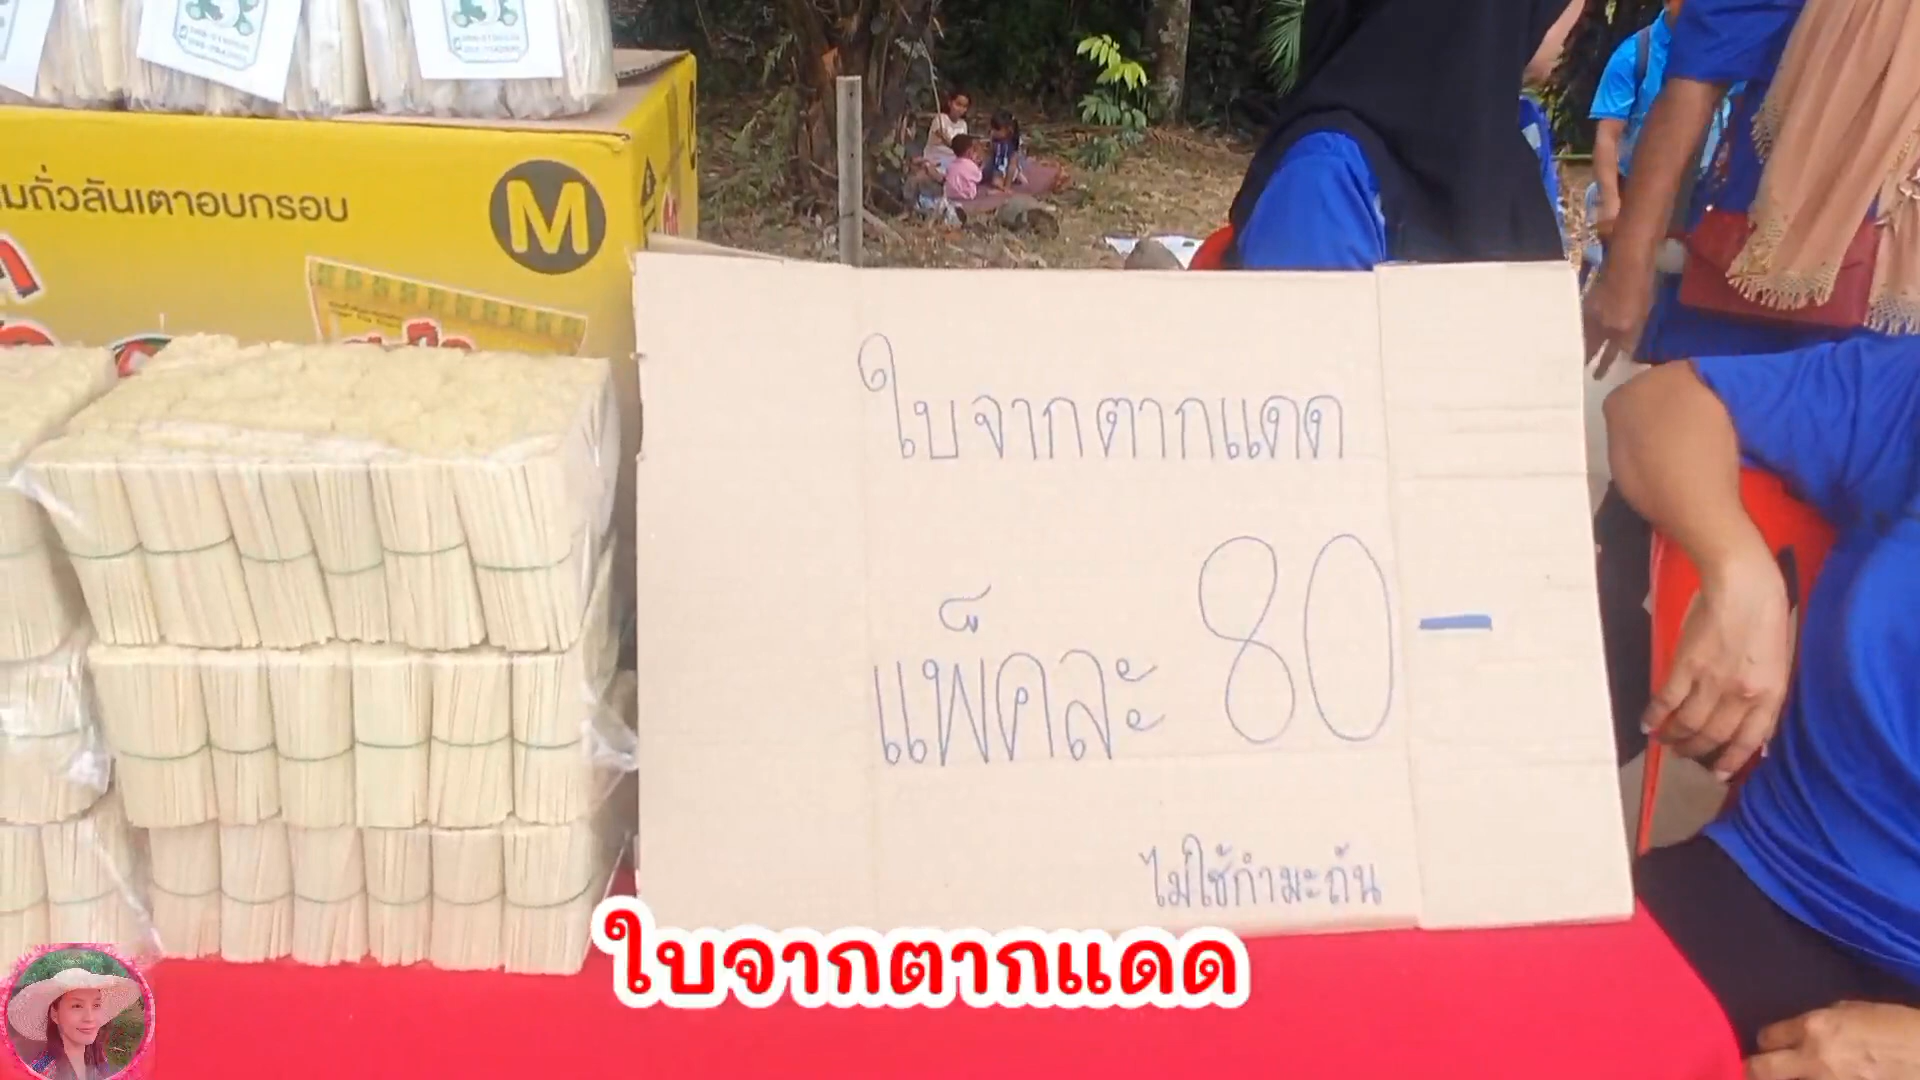 มถั่วลันเตาอบกรอบ
M
ใบจากตากแดด
แพ็คละ 80-
ไม่ใช้กำมะถัน
ใบจากตากแดด